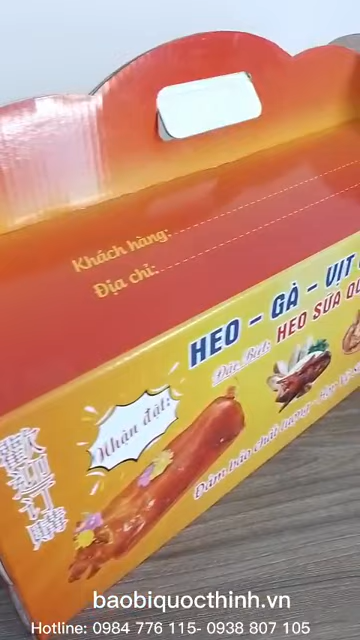 Khách hàng:
Địa chỉ:
HEO - GÀ - VỊT
Đặc Biệt: HEO SỮA QU
Nhận đặt:
Đảm bảo chất lượng -
歡迎訂購
baobiquocthinh.vn
Hotline: 0984 776 115- 0938 807 105